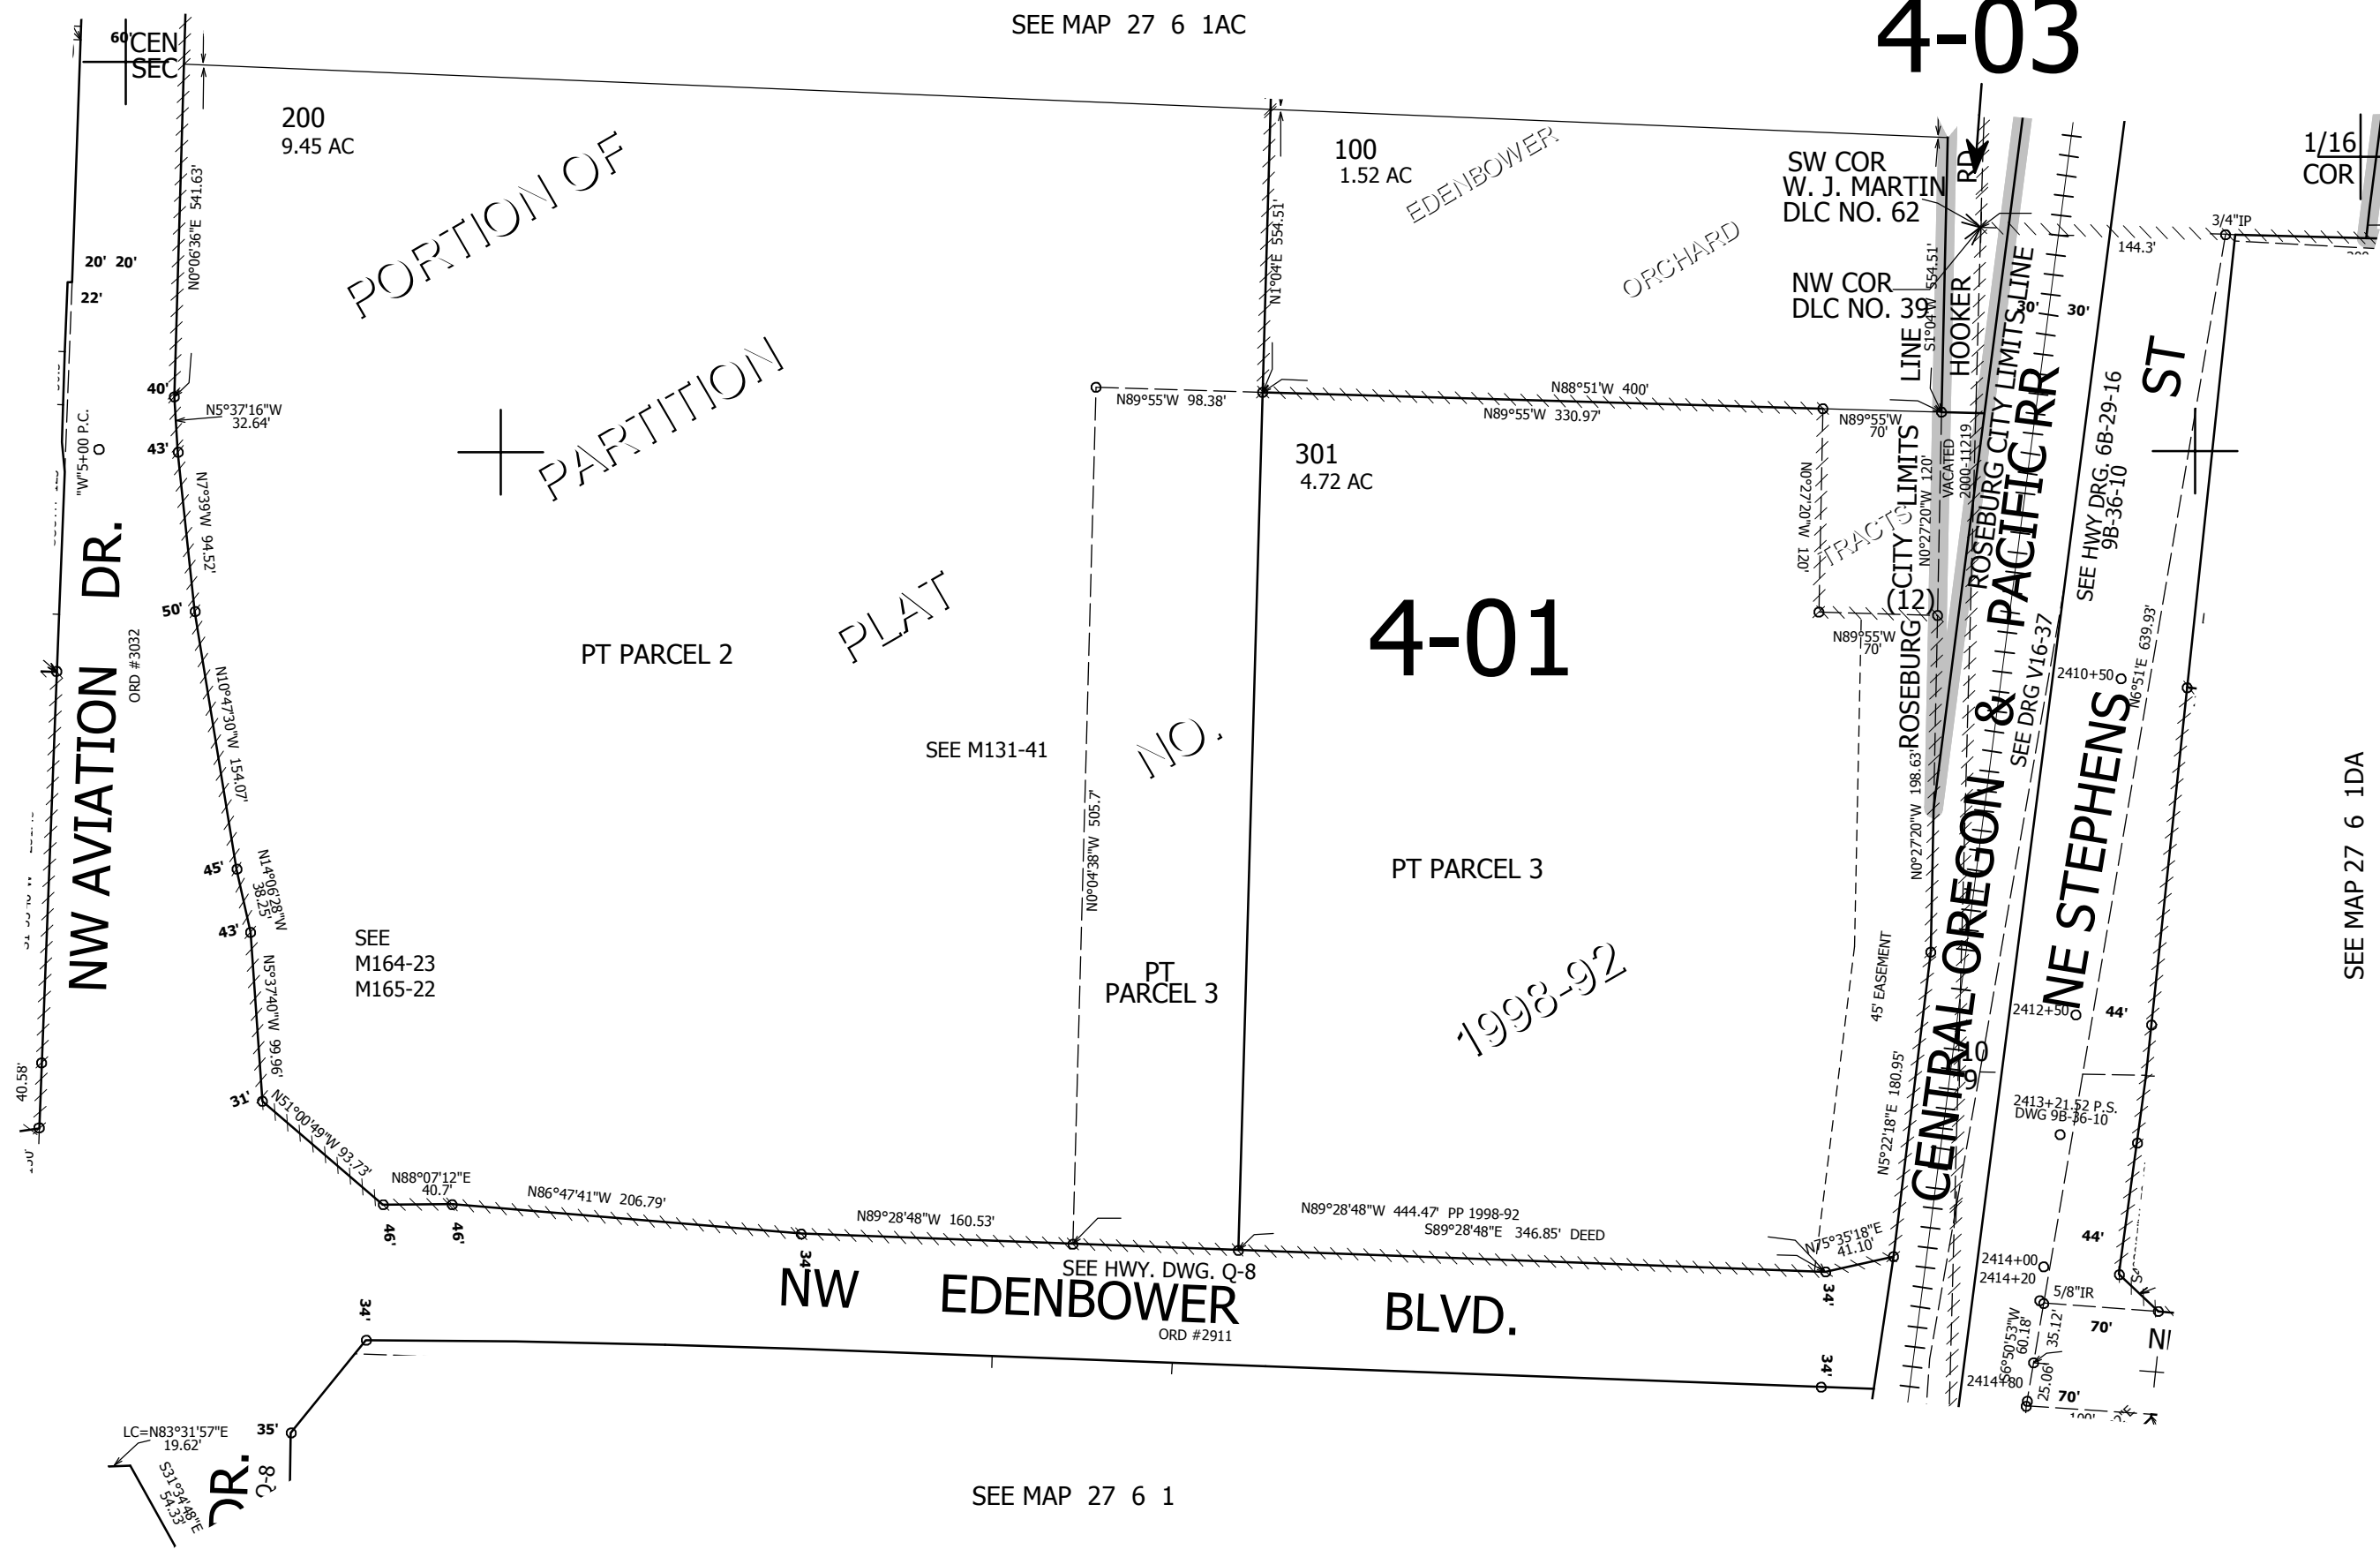 SEE MAP 27 6 1AC
4-03
60'
CEN
SEC
200
9.45 AC
100
1.52 AC
PORTION OF
EDENBOWER
ORCHARD
SW COR
W. J. MARTIN
DLC NO. 62
RD
1/16
COR
3/4"IP
144.3'
N0°06'36"E 541.63'
N1°04'E 554.51'
S1°04'W 554.51'
NW COR
DLC NO. 39
HOOKER
20' 20'
22'
30' 30'
ST
40'
N5°37'16"W
32.64'
43'
"W"5+00 P.C.
PARTITION
N89°55'W 98.38'
N88°51'W 400'
N89°55'W 330.97'
N89°55'W
70'
301
4.72 AC
N7°39'W 94.52'
N0°27'20"W 120'
N0°27'20"W 120'
VACATED
2000-11219
TRACTS
(12)
ROSEBURG CITY LIMITS LINE
ROSEBURG CITY LIMITS LINE
SEE HWY DRG. 6B-29-16
9B-36-10
50'
NW AVIATION DR.
ORD #3032
PT PARCEL 2
PLAT
4-01
N89°55'W
70'
SEE DRG V16-37
2410+50
N6°51'E 639.93'
N10°47'30"W 154.07'
SEE M131-41
NO.
N0°04'38"W 505.7'
N0°27'20"W 198.63'
CENTRAL OREGON & PACIFIC RR
NE STEPHENS
SEE MAP 27 6 1DA
45'
N14°06'28"W
38.25'
43'
PT PARCEL 3
SEE
M164-23
M165-22
N5°37'40"W 99.96'
PT
PARCEL 3
1998-92
45' EASEMENT
2412+50
44'
10
9
40.58'
31'
N51°00'49"W 93.73'
N5°22'18"E 180.95'
2413+21.52 P.S.
DWG 9B-36-10
N88°07'12"E
40.7'
N86°47'41"W 206.79'
N89°28'48"W 160.53'
N89°28'48"W 444.47' PP 1998-92
S89°28'48"E 346.85' DEED
N75°35'18"E
41.10'
46'
46'
34'
SEE HWY. DWG. Q-8
NW EDENBOWER BLVD.
ORD #2911
34'
44'
2414+00
2414+20
5/8"IR
34'
34'
S6°50'53"W
60.18'
35.12'
70'
2414+80
25.06'
70'
35'
LC=N83°31'57"E
19.62'
S31°34'48"E
54.33'
DR.
SEE MAP 27 6 1